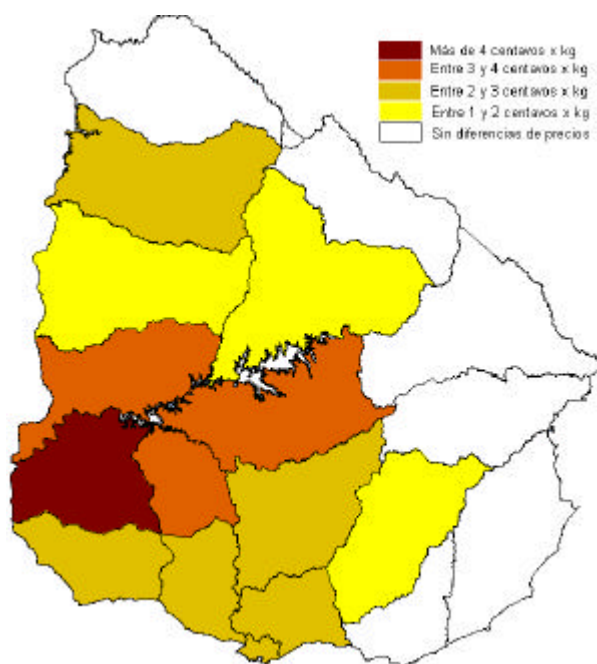 Más de 4 centavos x kg
Entre 3 y 4 centavos x kg
Entre 2 y 3 centavos x kg
Entre 1 y 2 centavos x kg
Sin diferencias de precios